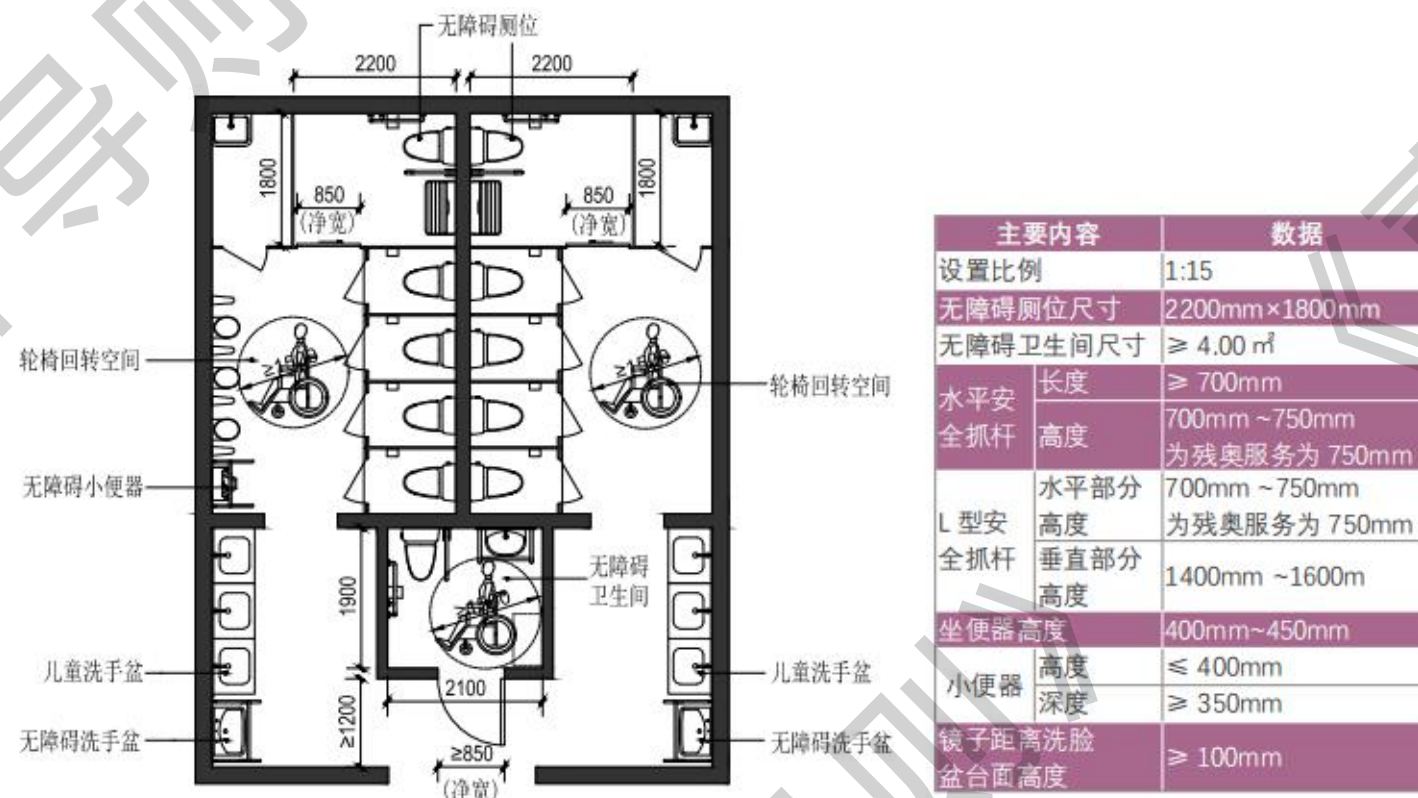 无障碍厕位
2200
2200
1800
850
(净宽)
850
(净宽)
1800
轮椅回转空间
轮椅回转空间
无障碍小便器
无障碍
卫生间
1900
儿童洗手盆
儿童洗手盆
2100
≥1200
无障碍洗手盆
无障碍洗手盆
≥850
(净宽)
主要内容 数据
设置比例 1:15
无障碍厕位尺寸 2200mm×1800mm
无障碍卫生间尺寸 ≥ 4.00 ㎡
水平安
全抓杆
长度 ≥ 700mm
高度 700mm ~750mm
为残奥服务为 750mm
L 型安
全抓杆
水平部分
高度
700mm ~750mm
为残奥服务为 750mm
垂直部分
高度
1400mm ~1600m
坐便器高度 400mm~450mm
小便器
高度 ≤ 400mm
深度 ≥ 350mm
镜子距离洗脸
盆台面高度
≥ 100mm
导则